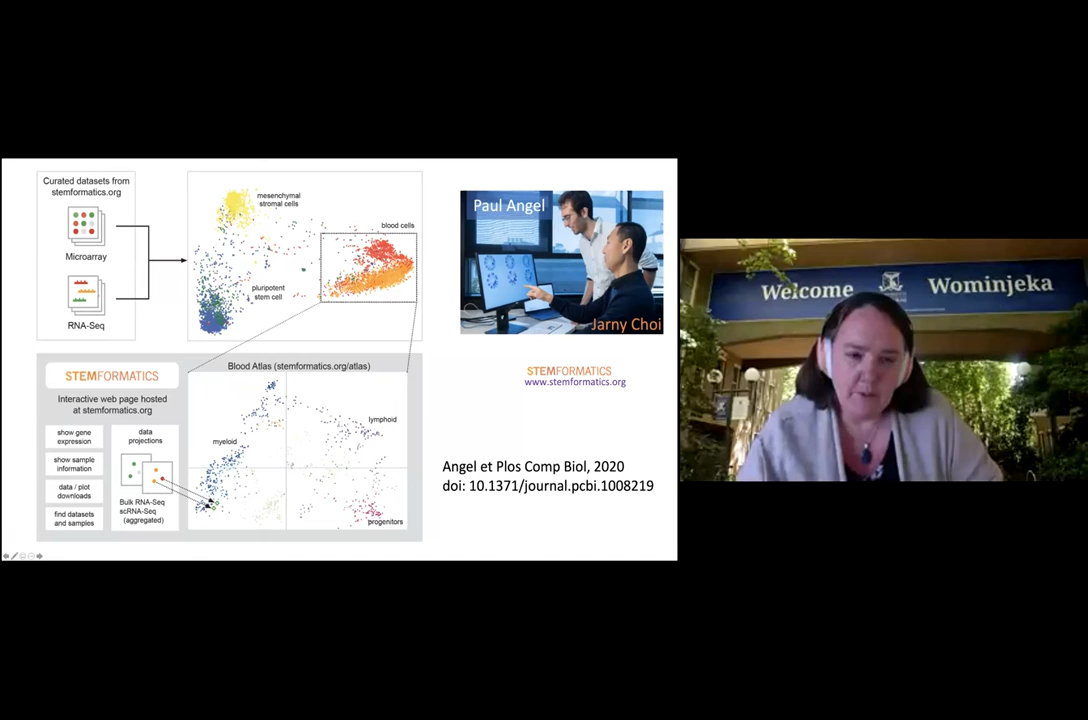 Curated datasets from
stemformatics.org
Microarray
RNA-Seq
mesenchymal
stromal cells
blood cells
pluripotent
stem cell
STEMFORMATICS
Interactive web page hosted
at stemformatics.org
show gene
expression
show sample
information
data / plot
downloads
find datasets
and samples
data
projections
Bulk RNA-Seq
scRNA-Seq
(aggregated)
Blood Atlas (stemformatics.org/atlas)
myeloid
lymphoid
progenitors
Paul Angel
Jarny Choi
STEMFORMATICS
www.stemformatics.org
Angel et Plos Comp Biol, 2020
doi: 10.1371/journal.pcbi.1008219
Welcome
Wominjeka